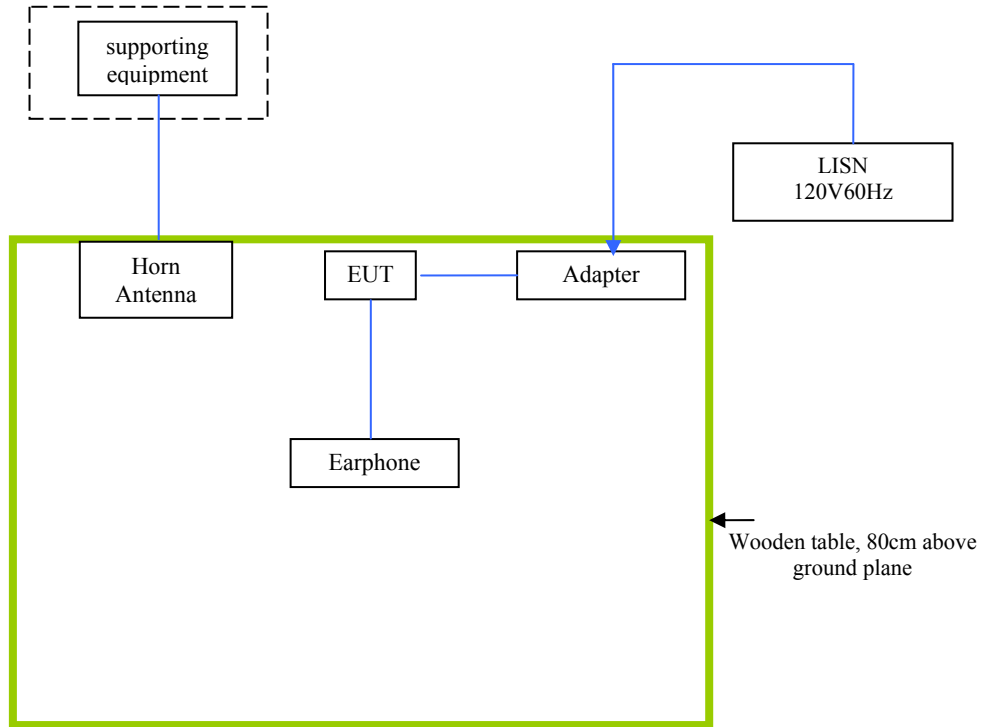 supporting
equipment
LISN
120V60Hz
Horn
Antenna
EUT
Adapter
Earphone
Wooden table, 80cm above
ground plane